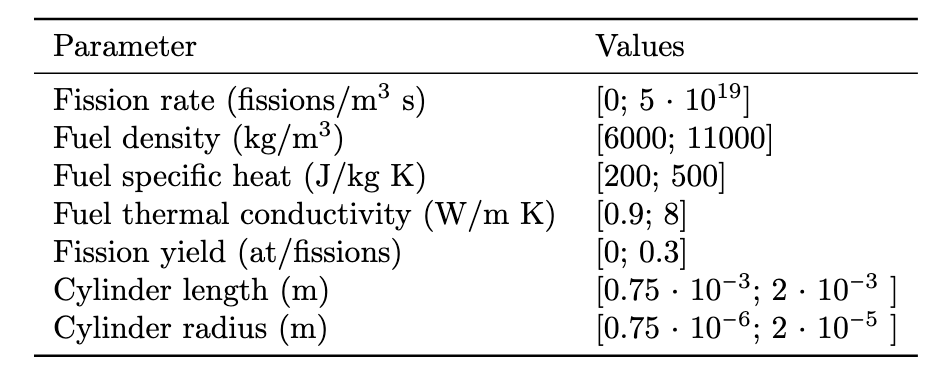 Parameter Values
Fission rate (fissions/m³ s) [0; 5 · 10¹⁹]
Fuel density (kg/m³) [6000; 11000]
Fuel specific heat (J/kg K) [200; 500]
Fuel thermal conductivity (W/m K) [0.9; 8]
Fission yield (at/fissions) [0; 0.3]
Cylinder length (m) [0.75 · 10⁻³; 2 · 10⁻³ ]
Cylinder radius (m) [0.75 · 10⁻⁶; 2 · 10⁻⁵ ]